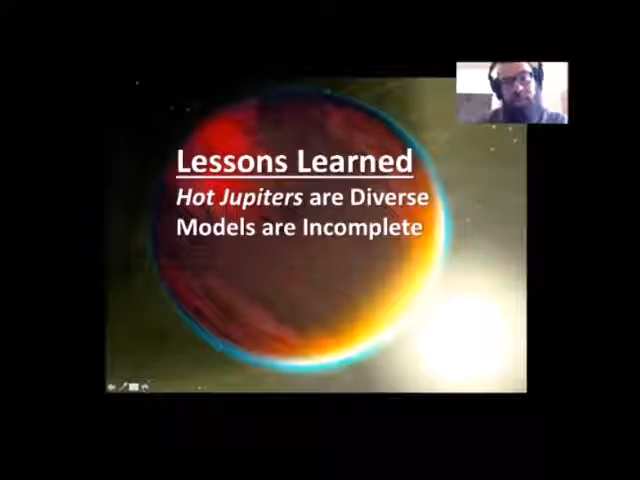 Lessons Learned
Hot Jupiters are Diverse
Models are Incomplete